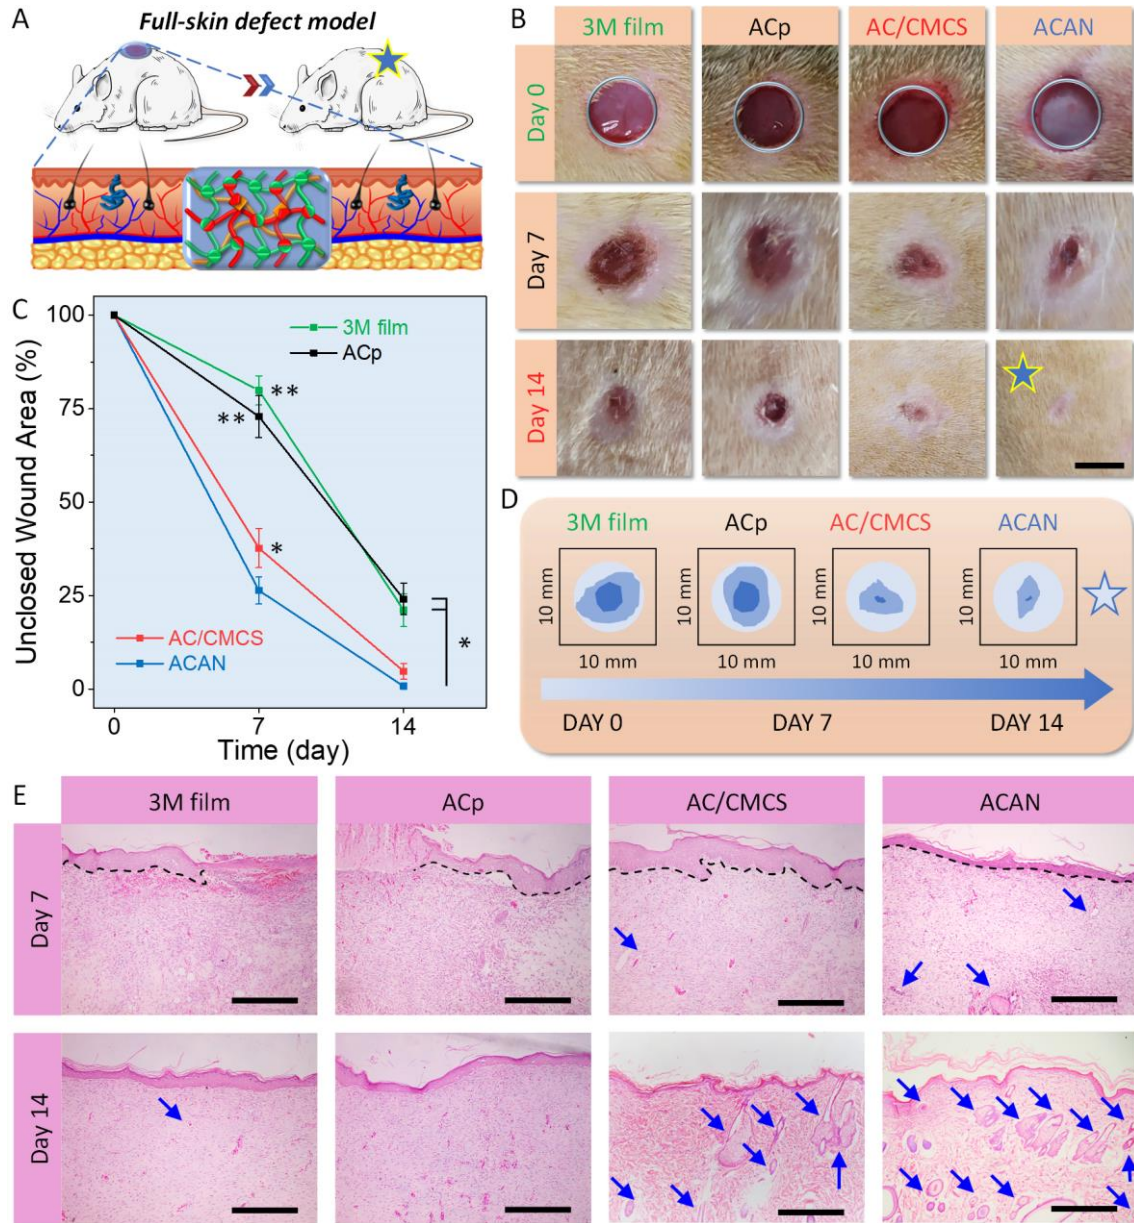 A
Full-skin defect model
B
3M film
ACp
AC/CMCS
ACAN
Day 0
Day 7
Day 14
C
Unclosed Wound Area (%)
100
75
50
25
0
3M film
ACp
**
**
*
*
AC/CMCS
ACAN
0
7
14
Time (day)
D
3M film
ACp
AC/CMCS
ACAN
10 mm
10 mm
10 mm
10 mm
10 mm
10 mm
10 mm
10 mm
DAY 0
DAY 7
DAY 14
E
3M film
ACp
AC/CMCS
ACAN
Day 7
Day 14